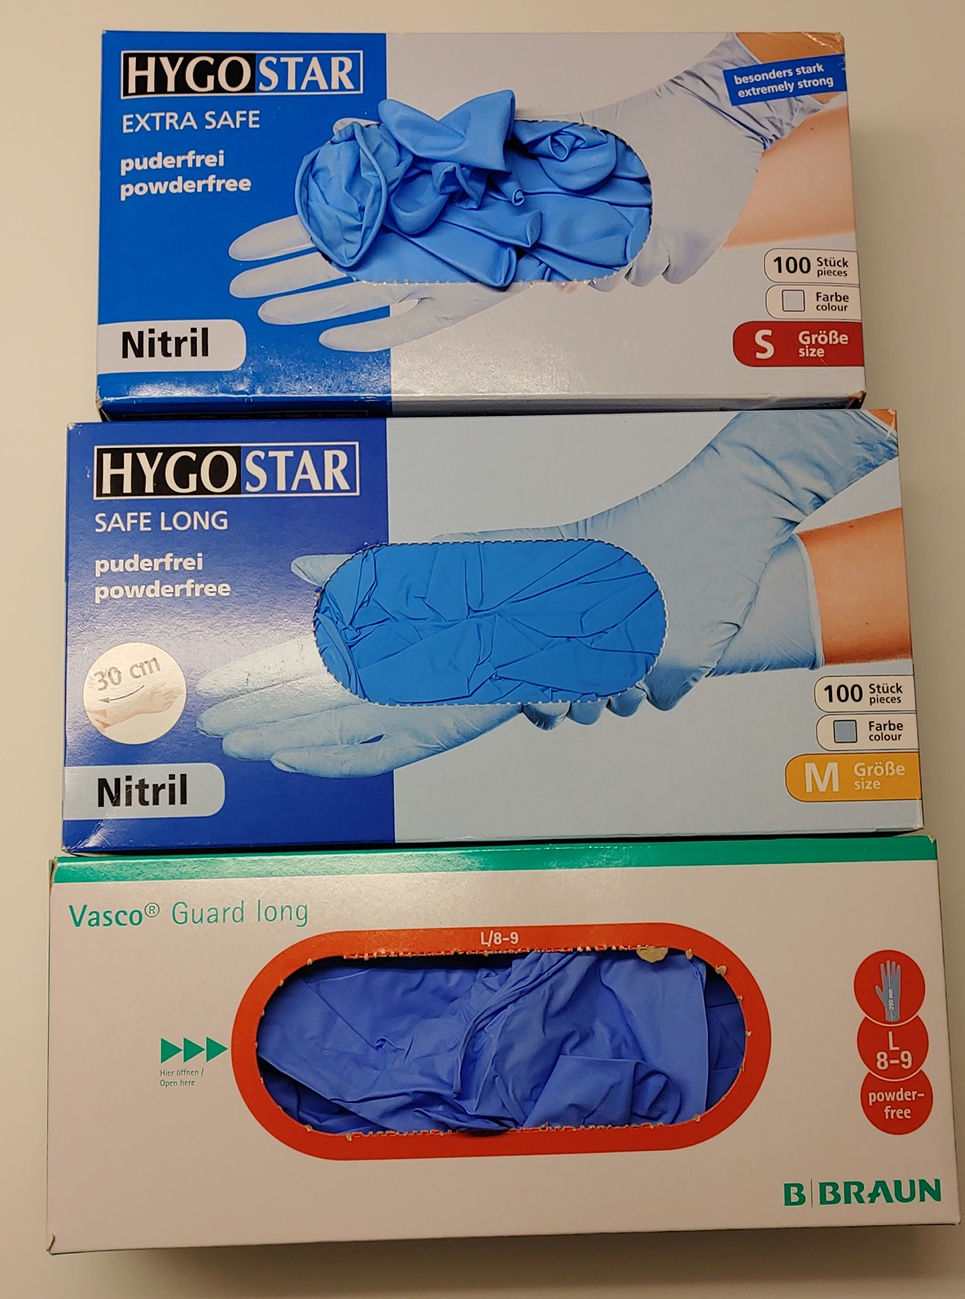 HYGOSTAR
EXTRA SAFE
puderfrei
powderfree
besonders stark
extremely strong
100 Stück
pieces
Farbe
colour
S Größe
size
Nitril
HYGOSTAR
SAFE LONG
puderfrei
powderfree
30 cm
100 Stück
pieces
Farbe
colour
M Größe
size
Nitril
Vasco® Guard long
L/8-9
Hier öffnen /
Open here
290 mm
L
8-9
powder-
free
B BRAUN